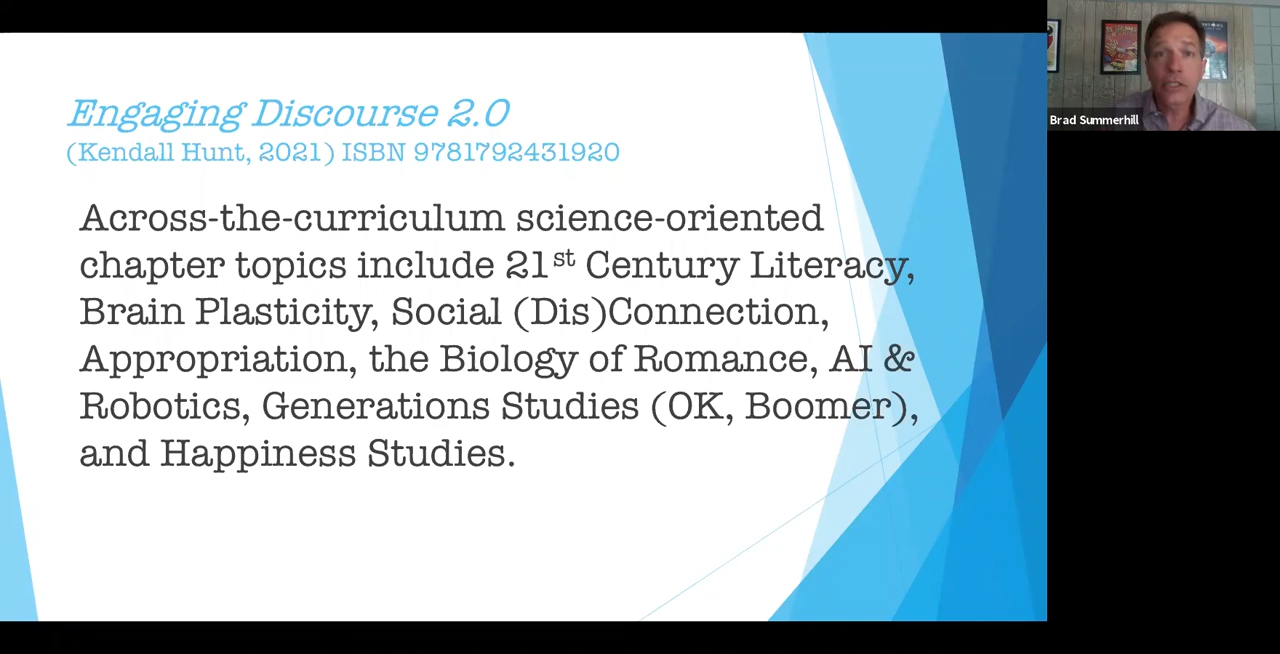 Engaging Discourse 2.0
(Kendall Hunt, 2021) ISBN 9781792431920
Across-the-curriculum science-oriented
chapter topics include 21st Century Literacy,
Brain Plasticity, Social (Dis)Connection,
Appropriation, the Biology of Romance, AI &
Robotics, Generations Studies (OK, Boomer),
and Happiness Studies.
Brad Summerhill